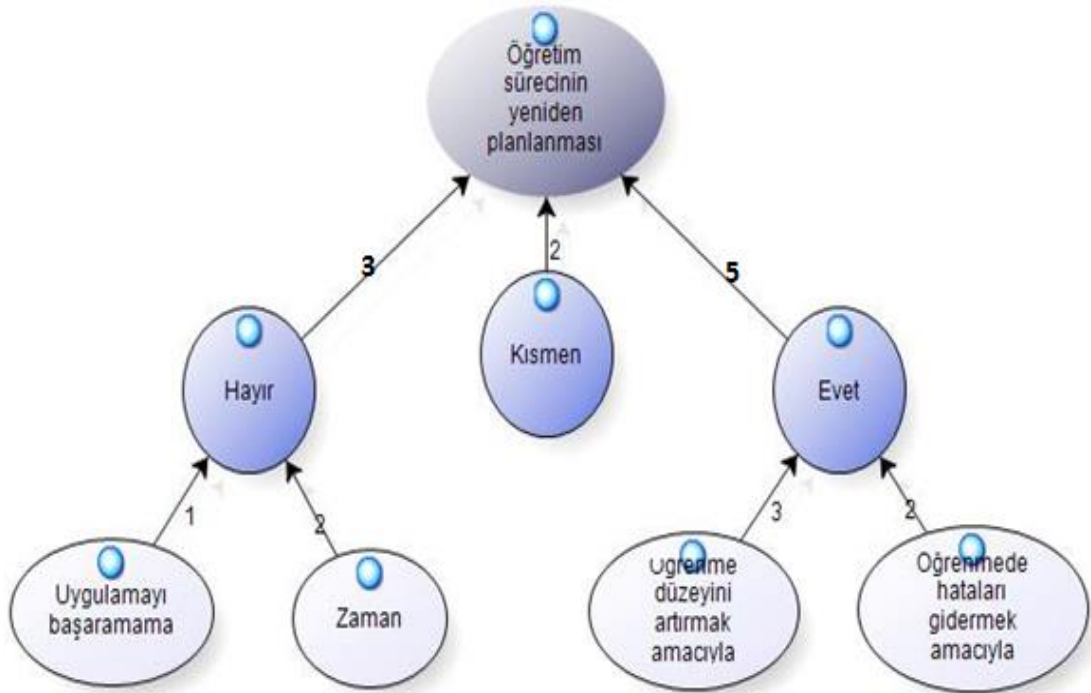 Öğretim
sürecinin
yeniden
planlanması
3
2
5
Hayır
Kısmen
Evet
1
2
3
2
Uygulamayı
başaramama
Zaman
Öğrenme
düzeyini
artırmak
amacıyla
Öğrenmede
hataları
gidermek
amacıyla